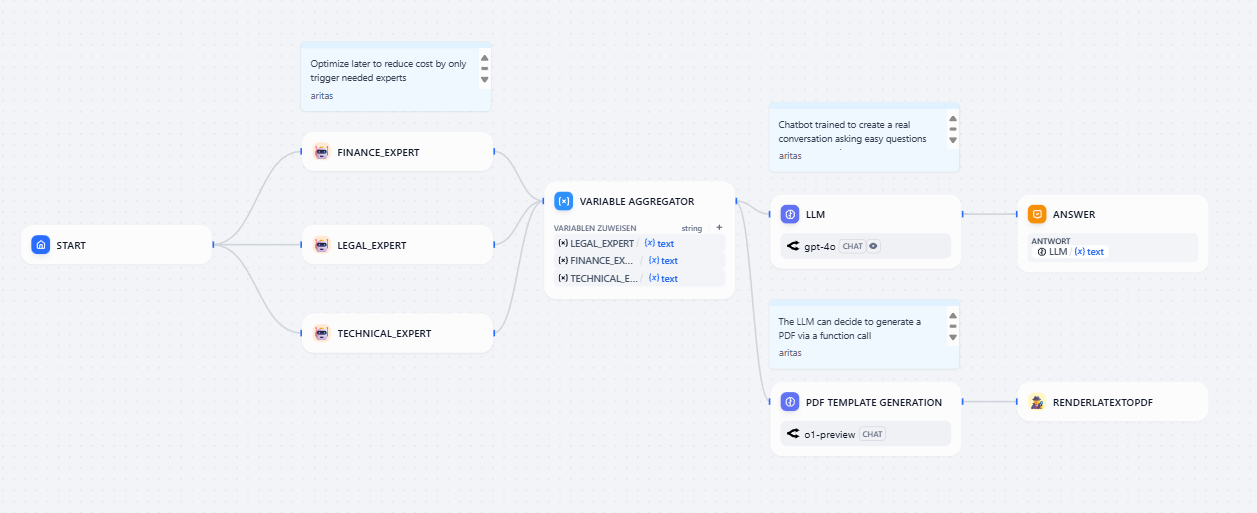 Optimize later to reduce cost by only
trigger needed experts
aritas
START
FINANCE_EXPERT
LEGAL_EXPERT
TECHNICAL_EXPERT
VARIABLE AGGREGATOR
VARIABLEN ZUWEISEN string +
{x} LEGAL_EXPERT / {x} text
{x} FINANCE_EX... / {x} text
{x} TECHNICAL_E... / {x} text
Chatbot trained to create a real
conversation asking easy questions
aritas
LLM
gpt-4o CHAT
ANSWER
ANTWORT
LLM / {x} text
The LLM can decide to generate a
PDF via a function call
aritas
PDF TEMPLATE GENERATION
o1-preview CHAT
RENDERLATEXTOPDF